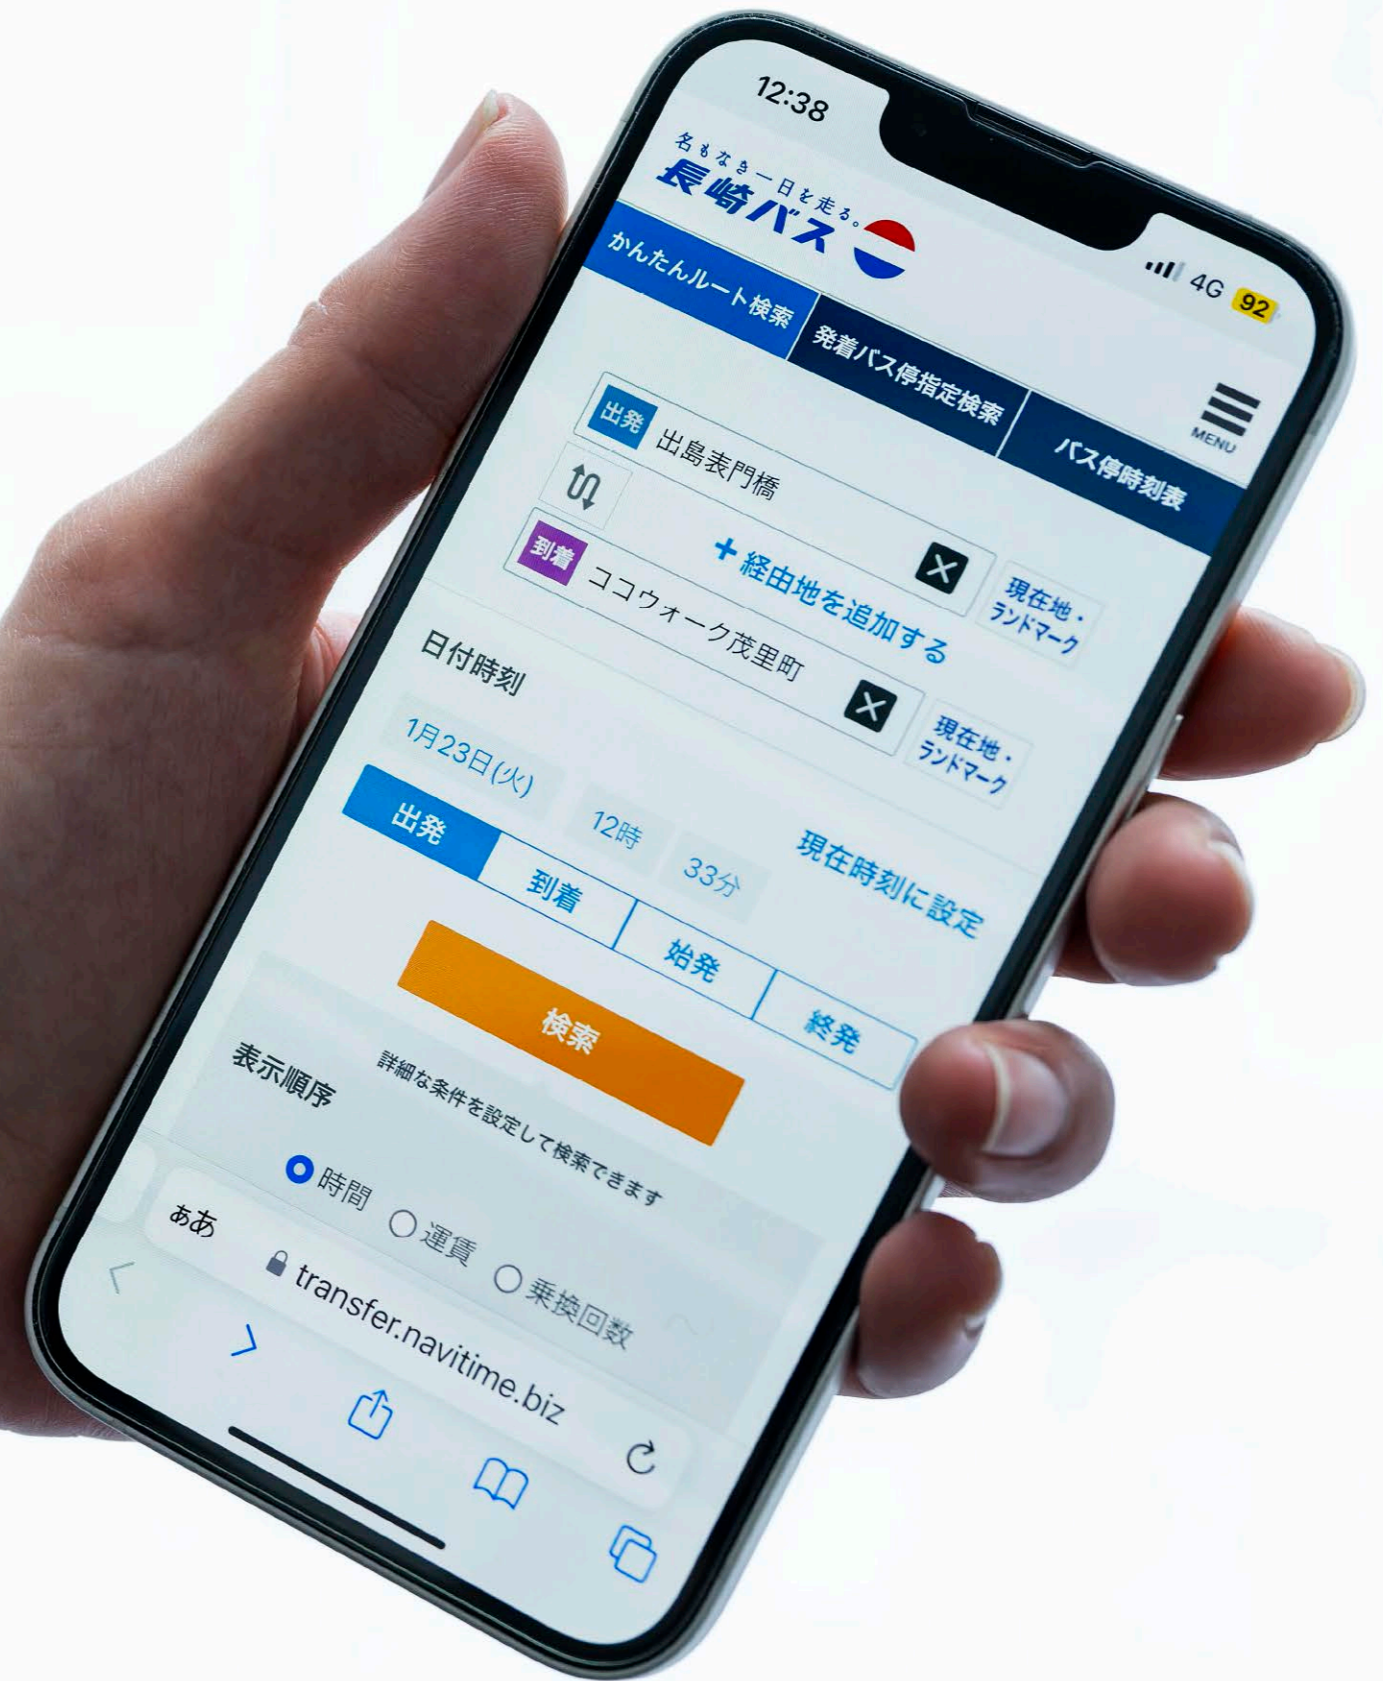 12:38
4G 92
名もなき一日を走る。
長崎バス
MENU
かんたんルート検索
発着バス停指定検索
バス停時刻表
出発 出島表門橋
現在地・
ランドマーク
+経由地を追加する
到着 ココウォーク茂里町
現在地・
ランドマーク
日付時刻
1月23日(火) 12時 33分
現在時刻に設定
出発 到着 始発 終発
検索
詳細な条件を設定して検索できます
表示順序
時間 運賃 乗換回数
ぁあ transfer.navitime.biz